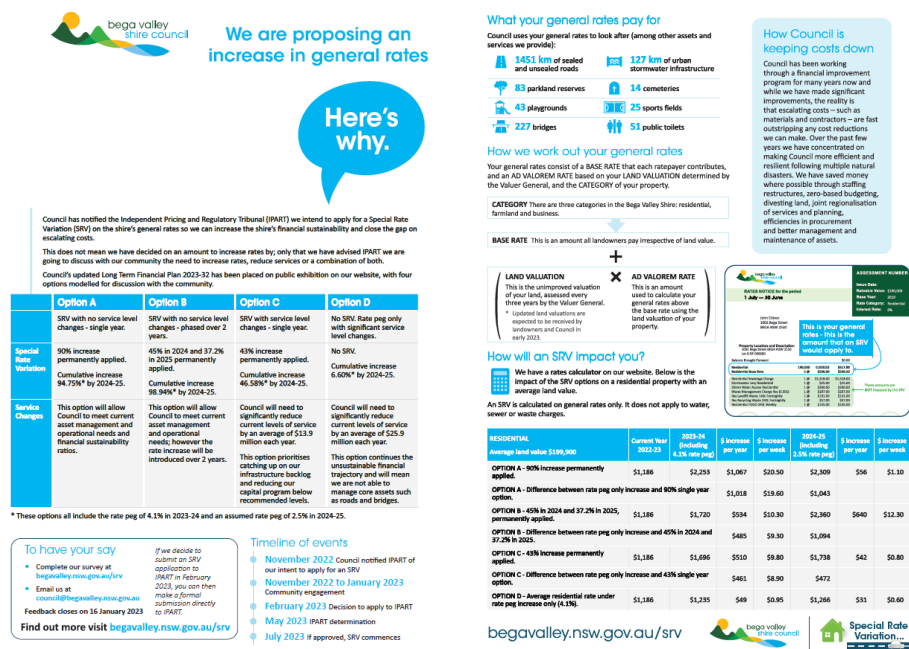 bega valley
shire council
We are proposing an
increase in general rates
Here's
why.
Council has notified the Independent Pricing and Regulatory Tribunal (IPART) we intend to apply for a Special Rate
Variation (SRV) on the shire's general rates so we can increase the shire's financial sustainability and close the gap on
escalating costs.
This does not mean we have decided on an amount to increase rates by; only that we have advised IPART we are
going to discuss with our community the need to increase rates, reduce services or a combination of both.
Council's updated Long Term Financial Plan 2023-32 has been placed on public exhibition on our website, with four
options modelled for discussion with the community.
Option A Option B Option C Option D
SRV with no service level
changes - single year.
SRV with no service level
changes - phased over 2
years.
SRV with some service
level changes - single
year.
No SRV. Rate peg only
with significant service
level changes.
Special
Rate
Variation
90% increase
permanently applied.
Cumulative increase
94.75%* by 2024-25.
45% in 2024 and 37.2%
in 2025 permanently
applied.
Cumulative increase
98.94%* by 2024-25.
43% increase
permanently applied.
Cumulative increase
46.58%* by 2024-25.
No SRV.
Cumulative increase
6.60%* by 2024-25.
Service
Changes
This option will allow
Council to meet current
asset management and
operational needs and
financial sustainability
ratios.
This option will allow
Council to meet current
asset management
and operational
needs; however the
rate increase will be
introduced over 2 years.
Council will need to
significantly reduce
current levels of service
by an average of $13.9
million each year.
This option prioritises
catching up on our
infrastructure backlog
and reducing our
capital program below
recommended levels.
Council will need to
significantly reduce
current levels of service
by an average of $25.9
million each year.
This option continues the
unsustainable financial
trajectory and will mean
we are not able to
manage core assets such
as roads and bridges.
* These options all include the rate peg of 4.1% in 2023-24 and an assumed rate peg of 2.5% in 2024-25.
To have your say
• Complete our survey at
begavalley.nsw.gov.au/srv
• Email us at
council@begavalley.nsw.gov.au
Feedback closes on 16 January 2023
If we decide to
submit an SRV
application to
IPART in February
2023, you can then
make a formal
submission directly
to IPART.
Find out more visit begavalley.nsw.gov.au/srv
Timeline of events
November 2022 Council notified IPART of
our intent to apply for an SRV
November 2022 to January 2023
Community engagement
February 2023 Decision to apply to IPART
May 2023 IPART determination
July 2023 If approved, SRV commences
What your general rates pay for
Council uses your general rates to look after (among other assets and
services we provide):
1451 km of sealed
and unsealed roads
127 km of urban
stormwater infrastructure
83 parkland reserves
14 cemeteries
43 playgrounds
25 sports fields
227 bridges
51 public toilets
How we work out your general rates
Your general rates consist of a BASE RATE that each ratepayer contributes,
and an AD VALOREM RATE based on your LAND VALUATION determined by
the Valuer General, and the CATEGORY of your property.
CATEGORY There are three categories in the Bega Valley Shire: residential,
farmland and business.
BASE RATE This is an amount all landowners pay irrespective of land value.
+
LAND VALUATION
This is the unimproved valuation
of your land, assessed every
three years by the Valuer General.
* Updated land valuations are
expected to be received by
landowners and Council in
early 2023.
×
AD VALOREM RATE
This is an amount
used to calculate your
general rates above
the base rate using the
land valuation of your
property.
How will an SRV impact you?
We have a rates calculator on our website. Below is the
impact of the SRV options on a residential property with an
average land value.
An SRV is calculated on general rates only. It does not apply to water,
sewer or waste charges.
How Council is
keeping costs down
Council has been working
through a financial improvement
program for many years now and
while we have made significant
improvements, the reality is
that escalating costs – such as
materials and contractors – are fast
outstripping any cost reductions
we can make. Over the past few
years we have concentrated on
making Council more efficient and
resilient following multiple natural
disasters. We have saved money
where possible through staffing
restructures, zero-based budgeting,
divesting land, joint regionalisation
of services and planning,
efficiencies in procurement
and better management and
maintenance of assets.
bega valley
shire council
ASSESSMENT NUMBER
RATES NOTICE for the period
1 July — 30 June
This is your general
rates - this is the
amount that an SRV
would apply to.
RESIDENTIAL
Average land value $199,900
Current Year
2022-23
2023-24
(including
4.1% rate peg)
$ increase
per year
$ increase
per week
2024-25
(including
2.5% rate peg)
$ increase
per year
$ increase
per week
OPTION A - 90% increase permanently
applied.
$1,186 $2,253 $1,067 $20.50 $2,309 $56 $1.10
OPTION A - Difference between rate peg only increase and 90% single year
option.
$1,018 $19.60 $1,043
OPTION B - 45% in 2024 and 37.2% in 2025,
permanently applied.
$1,186 $1,720 $534 $10.30 $2,360 $640 $12.30
OPTION B - Difference between rate peg only increase and 45% in 2024 and
37.2% in 2025.
$485 $9.30 $1,094
OPTION C - 43% increase permanently
applied.
$1,186 $1,696 $510 $9.80 $1,738 $42 $0.80
OPTION C - Difference between rate peg only increase and 43% single year
option.
$461 $8.90 $472
OPTION D - Average residential rate under
rate peg increase only (4.1%).
$1,186 $1,235 $49 $0.95 $1,266 $31 $0.60
begavalley.nsw.gov.au/srv
bega valley
shire council
Special Rate
Variation...